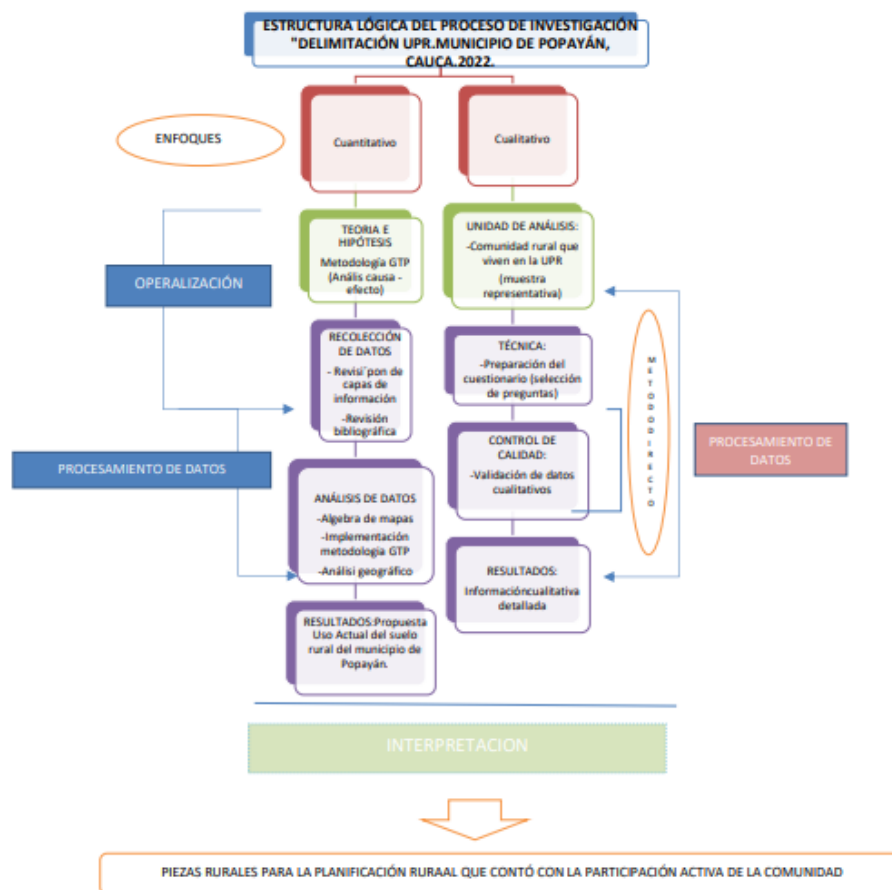 ESTRUCTURA LÓGICA DEL PROCESO DE INVESTIGACIÓN
"DELIMITACIÓN UPR.MUNICIPIO DE POPAYÁN,
CAUCA.2022.
ENFOQUES
Cuantitativo
Cualitativo
OPERALIZACIÓN
TEORIA E
HIPÓTESIS
Metodología GTP
(Anális causa -
efecto)
UNIDAD DE ANÁLISIS:
-Comunidad rural que
viven en la UPR
(muestra
representativa)
RECOLECCIÓN
DE DATOS
- Revisi´pon de
capas de
información
-Revisión
bibliográfica
TÉCNICA:
-Preparación del
cuestionario (selección
de preguntas)
METODO DIRECTO
PROCESAMIENTO DE
DATOS
PROCESAMIENTO DE DATOS
CONTROL DE
CALIDAD:
-Validación de datos
cualitativos
ANÁLISIS DE DATOS
-Algebra de mapas
-Implementación
metodología GTP
-Análisi geográfico
RESULTADOS:
Informacióncualitativa
detallada
RESULTADOS:Propuesta
Uso Actual del suelo
rural del municipio de
Popayán.
INTERPRETACION
PIEZAS RURALES PARA LA PLANIFICACIÓN RURAAL QUE CONTÓ CON LA PARTICIPACIÓN ACTIVA DE LA COMUNIDAD